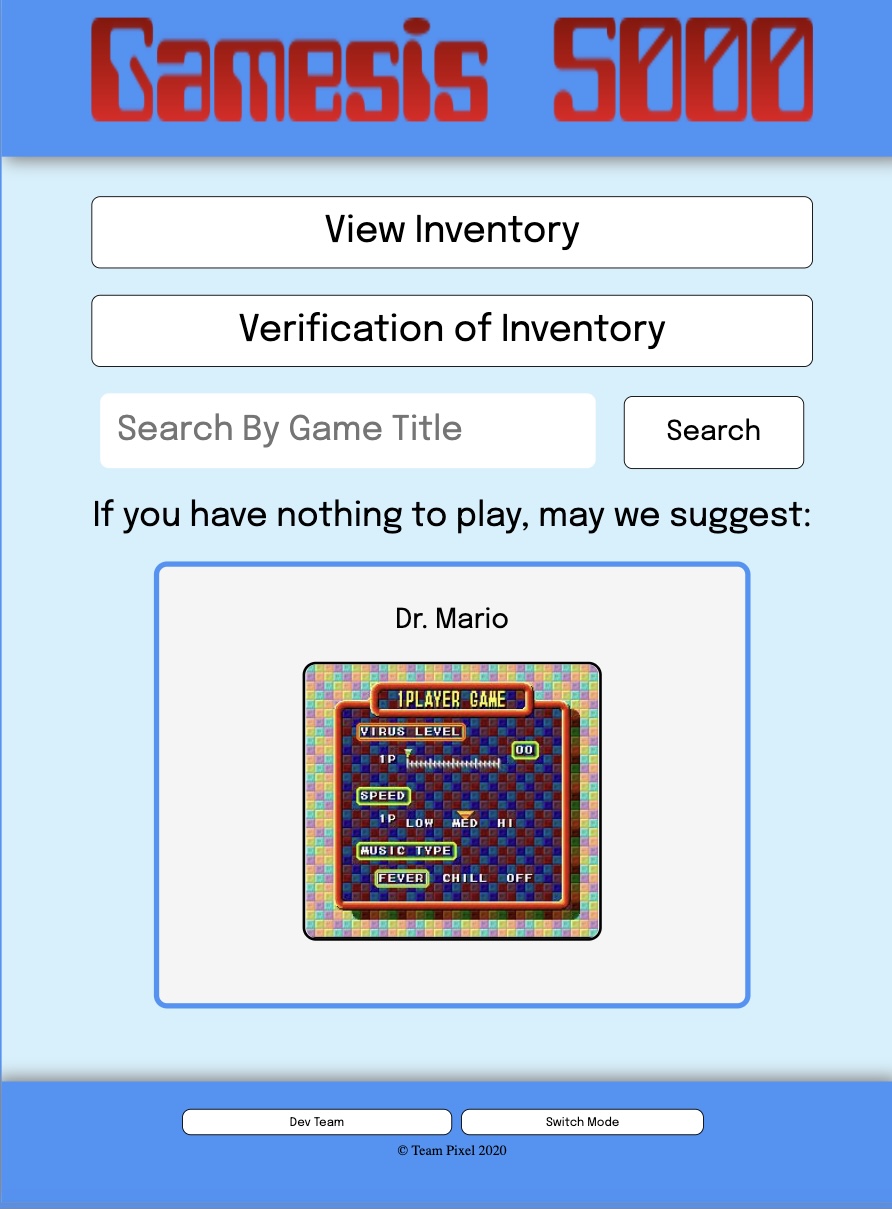 Gamesis 5000
View Inventory
Verification of Inventory
Search By Game Title
Search
If you have nothing to play, may we suggest:
Dr. Mario
1PLAYER GAME
VIRUS LEVEL
1P
00
SPEED
1P LOW MED HI
MUSIC TYPE
FEVER CHILL OFF
Dev Team
Switch Mode
© Team Pixel 2020